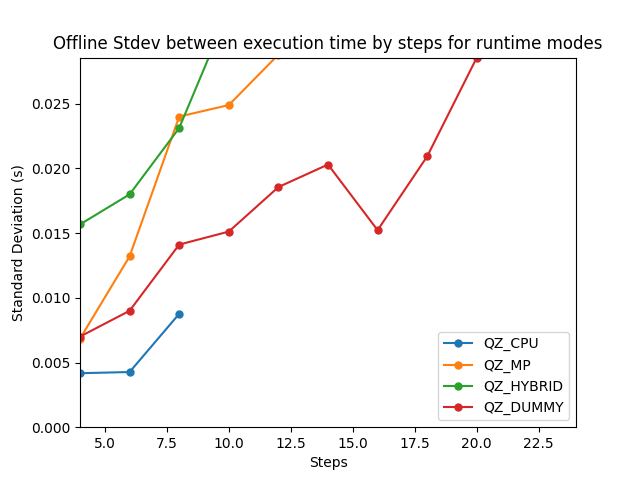 Offline Stdev between execution time by steps for runtime modes
Standard Deviation (s)
0.025
0.020
0.015
0.010
0.005
0.000
QZ_CPU
QZ_MP
QZ_HYBRID
QZ_DUMMY
5.0 7.5 10.0 12.5 15.0 17.5 20.0 22.5
Steps